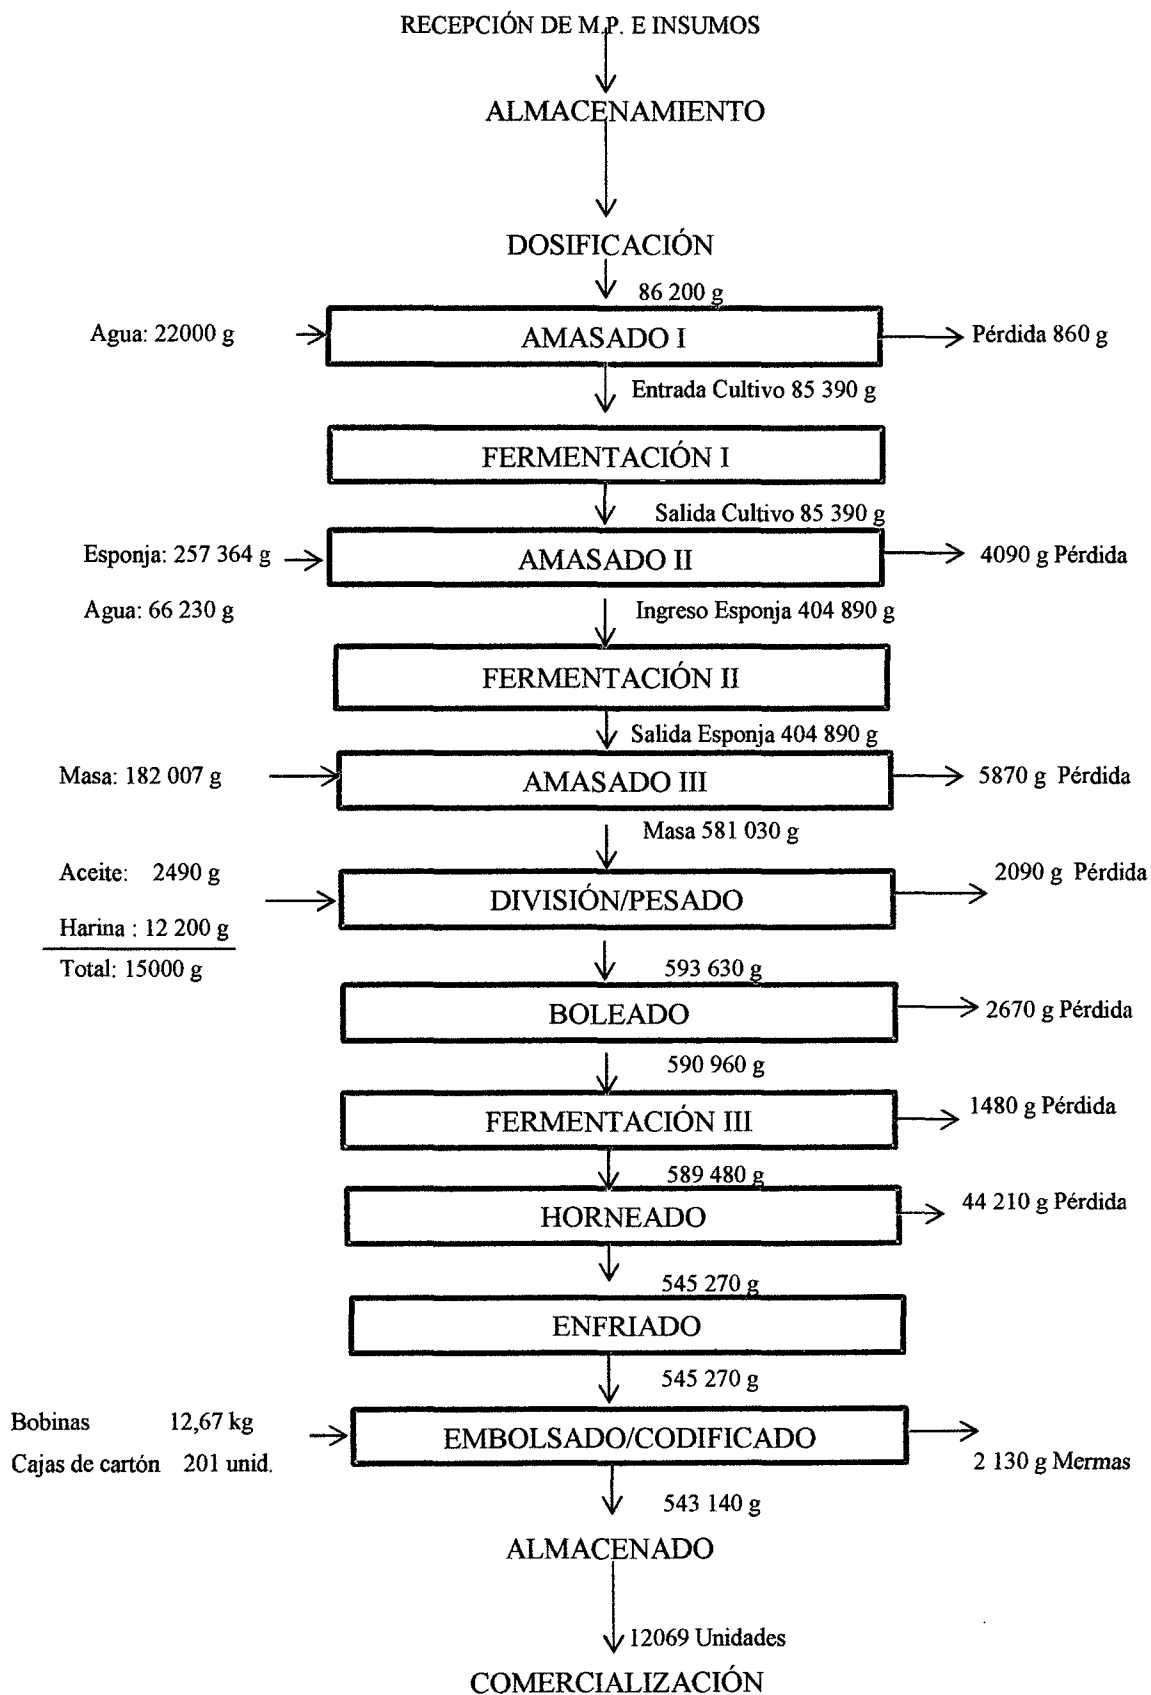 RECEPCIÓN DE M.P. E INSUMOS
ALMACENAMIENTO
DOSIFICACIÓN
86 200 g
Agua: 22000 g
AMASADO I
Pérdida 860 g
Entrada Cultivo 85 390 g
FERMENTACIÓN I
Salida Cultivo 85 390 g
Esponja: 257 364 g
AMASADO II
4090 g Pérdida
Agua: 66 230 g
Ingreso Esponja 404 890 g
FERMENTACIÓN II
Salida Esponja 404 890 g
Masa: 182 007 g
AMASADO III
5870 g Pérdida
Masa 581 030 g
Aceite: 2490 g
2090 g Pérdida
DIVISIÓN/PESADO
Harina : 12 200 g
Total: 15000 g
593 630 g
BOLEADO
2670 g Pérdida
590 960 g
FERMENTACIÓN III
1480 g Pérdida
589 480 g
HORNEADO
44 210 g Pérdida
545 270 g
ENFRIADO
545 270 g
Bobinas 12,67 kg
EMBOLSADO/CODIFICADO
Cajas de cartón 201 unid.
2 130 g Mermas
543 140 g
ALMACENADO
12069 Unidades
COMERCIALIZACIÓN